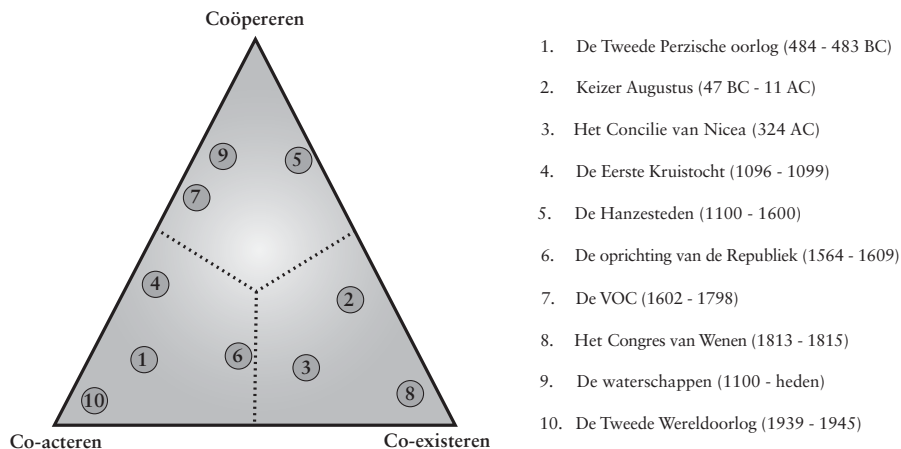 Coöpereren
9
5
7
4
2
1
6
3
10
8
Co-acteren
Co-existeren
1. De Tweede Perzische oorlog (484 - 483 BC)
2. Keizer Augustus (47 BC - 11 AC)
3. Het Concilie van Nicea (324 AC)
4. De Eerste Kruistocht (1096 - 1099)
5. De Hanzesteden (1100 - 1600)
6. De oprichting van de Republiek (1564 - 1609)
7. De VOC (1602 - 1798)
8. Het Congres van Wenen (1813 - 1815)
9. De waterschappen (1100 - heden)
10. De Tweede Wereldoorlog (1939 - 1945)